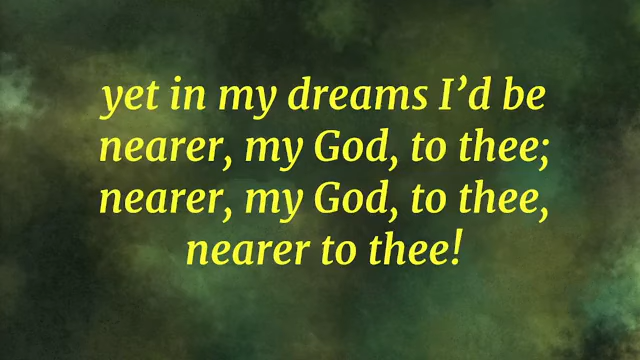 yet in my dreams I’d be
nearer, my God, to thee;
nearer, my God, to thee,
nearer to thee!